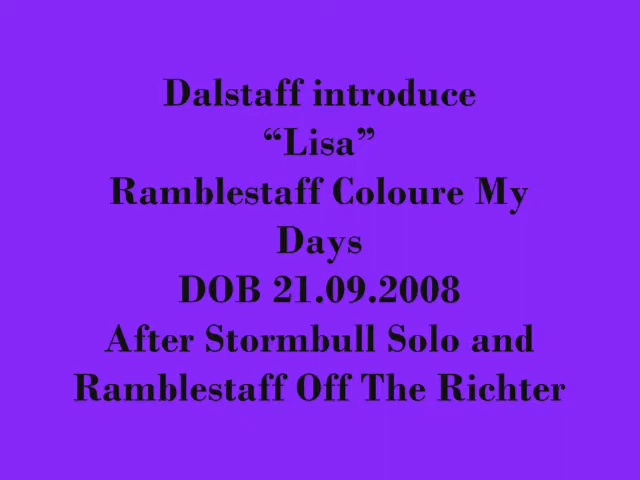 Dalstaff introduce
“Lisa”
Ramblestaff Coloure My
Days
DOB 21.09.2008
After Stormbull Solo and
Ramblestaff Off The Richter